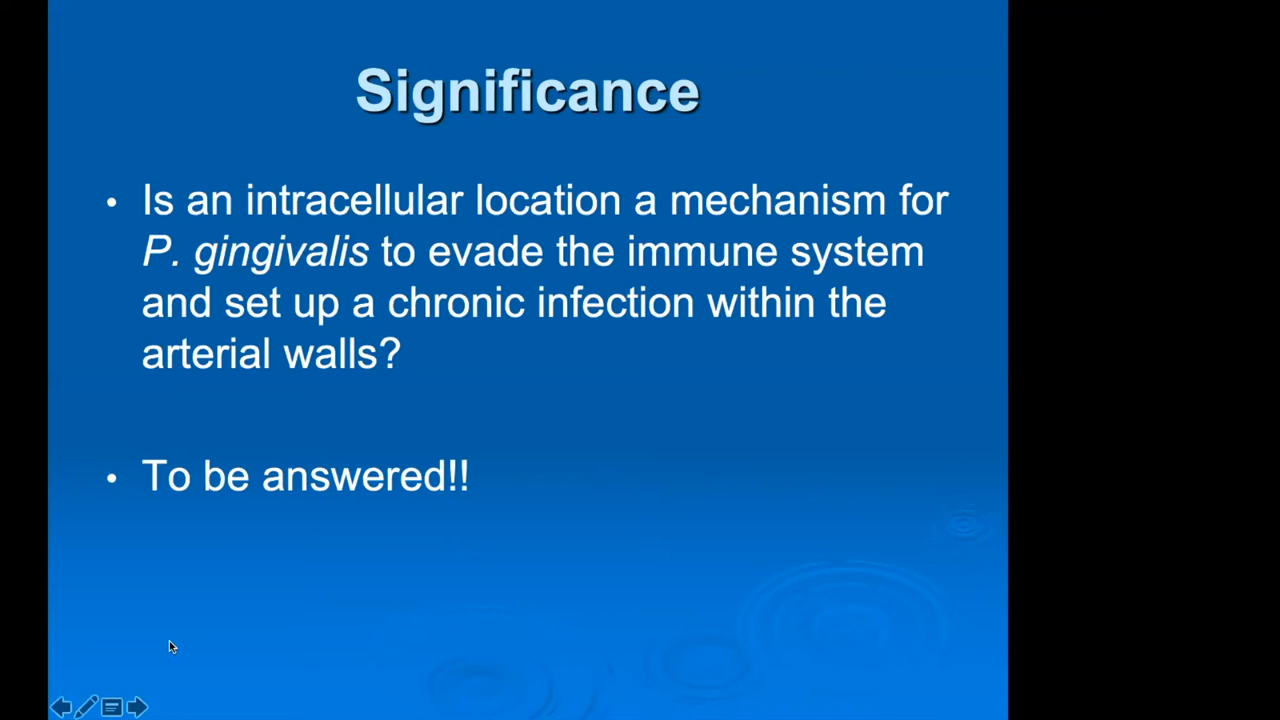 Significance
• Is an intracellular location a mechanism for
P. gingivalis to evade the immune system
and set up a chronic infection within the
arterial walls?
• To be answered!!